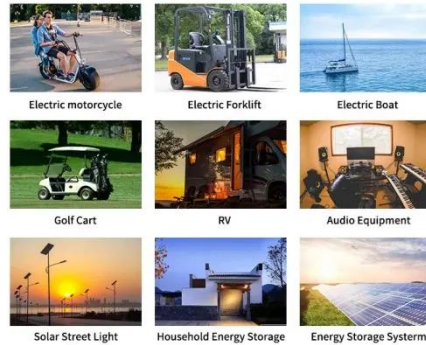 Electric motorcycle
Electric Forklift
Electric Boat
Golf Cart
RV
Audio Equipment
Solar Street Light
Household Energy Storage
Energy Storage Systerm